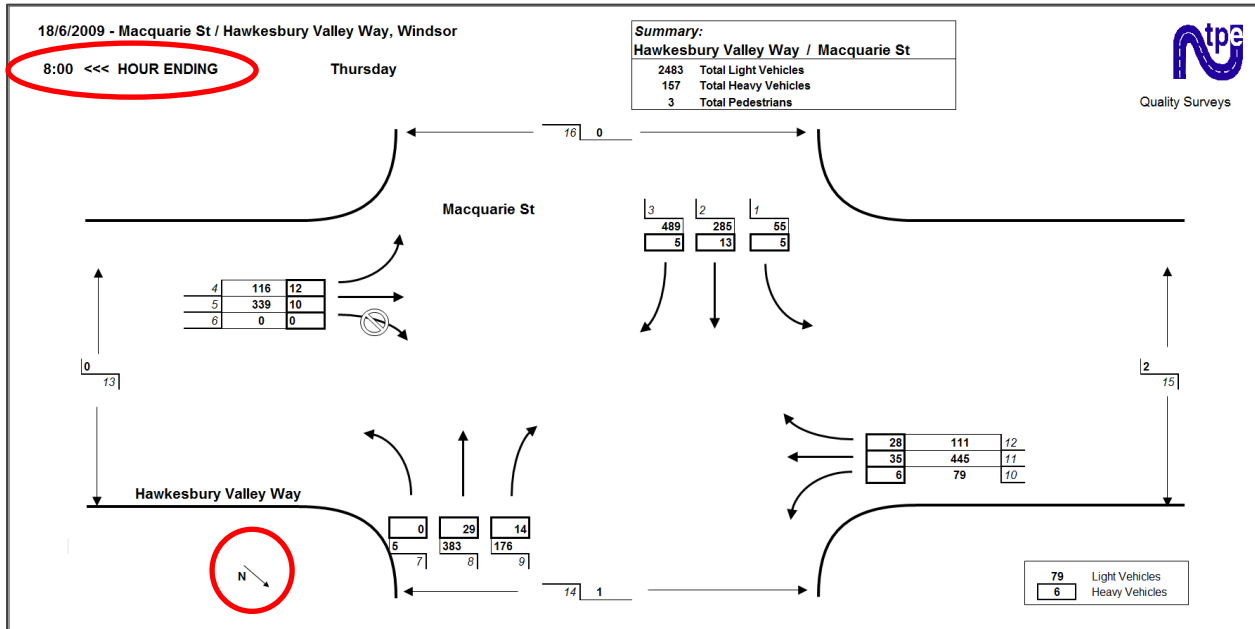 18/6/2009 - Macquarie St / Hawkesbury Valley Way, Windsor
8:00 <<< HOUR ENDING Thursday
Summary:
Hawkesbury Valley Way / Macquarie St
2483 Total Light Vehicles
157 Total Heavy Vehicles
3 Total Pedestrians
tpe
Quality Surveys
16 0
Macquarie St
3 2 1
489 285 55
5 13 5
4 116 12
5 339 10
6 0 0
0
13
2
15
28 111 12
35 445 11
6 79 10
Hawkesbury Valley Way
0 29 14
5 383 176
7 8 9
N
14 1
79 Light Vehicles
6 Heavy Vehicles